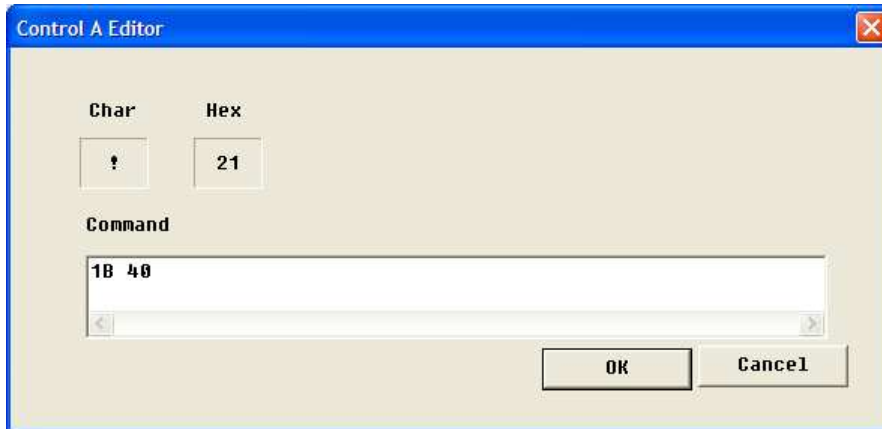 Control A Editor
Char Hex
! 21
Command
1B 40
OK Cancel